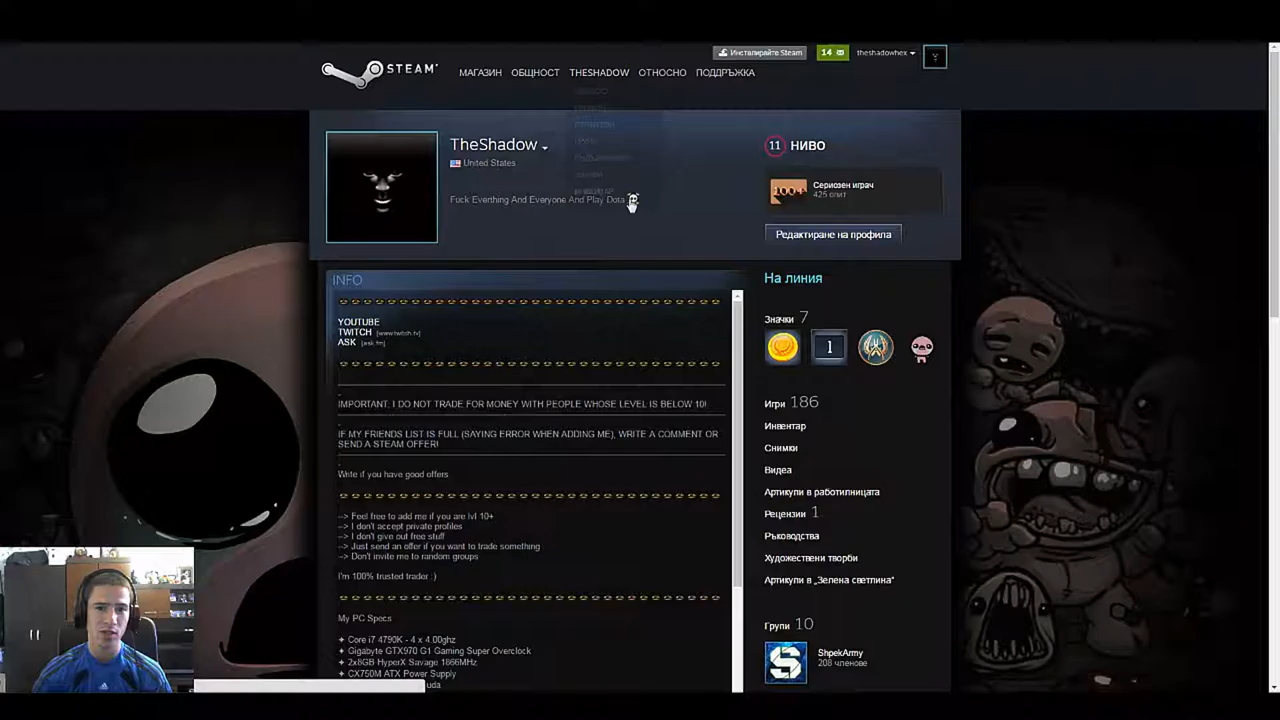 Инсталирайте Steam
14
theshadowhex
STEAM
МАГАЗИН ОБЩНОСТ THESHADOW ОТНОСНО ПОДДРЪЖКА
TheShadow
United States
Fuck Everthing And Everyone And Play Dota
11 НИВО
100+
Сериозен играч
425 опит
Редактиране на профила
INFO
YOUTUBE
TWITCH [www.twitch.tv]
ASK [ask.fm]
IMPORTANT, I DO NOT TRADE FOR MONEY WITH PEOPLE WHOSE LEVEL IS BELOW 10!
IF MY FRIENDS LIST IS FULL (SAYING ERROR WHEN ADDING ME), WRITE A COMMENT OR
SEND A STEAM OFFER!
Write if you have good offers
--> Feel free to add me if you are lvl 10+
--> I don't accept private profiles
--> I don't give out free stuff
--> Just send an offer if you want to trade something
--> Don't invite me to random groups
I'm 100% trusted trader :)
My PC Specs
✦ Core i7 4790K - 4 x 4.00ghz
✦ Gigabyte GTX970 G1 Gaming Super Overclock
✦ 2x8GB HyperX Savage 1866MHz
✦ CX750M ATX Power Supply
На линия
Значки 7
1
Игри 186
Инвентар
Снимки
Видеа
Артикули в работилницата
Рецензии 1
Ръководства
Художествени творби
Артикули в „Зелена светлина“
Групи 10
ShpekArmy
208 членове